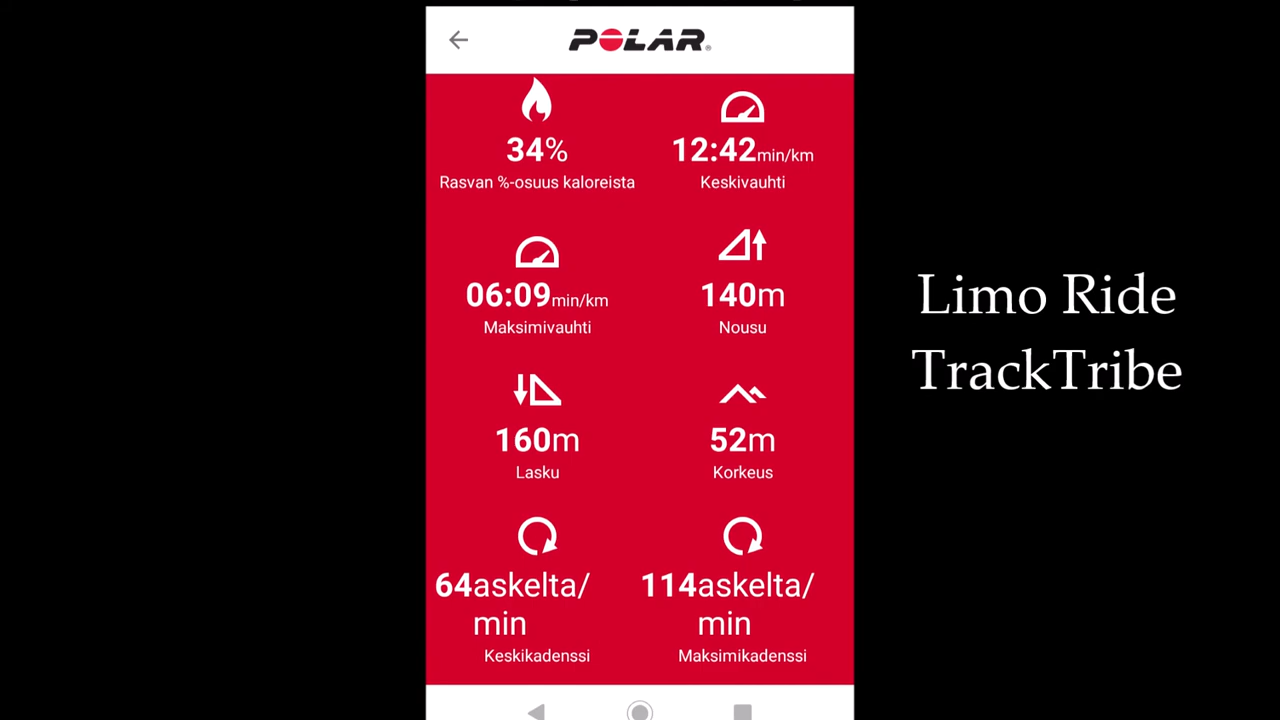 POLAR
34% 12:42min/km
Rasvan %-osuus kaloreista Keskivauhti
06:09min/km 140m
Maksimivauhti Nousu
160m 52m
Lasku Korkeus
64askelta/ 114askelta/
min min
Keskikadenssi Maksimikadenssi
Limo Ride
TrackTribe